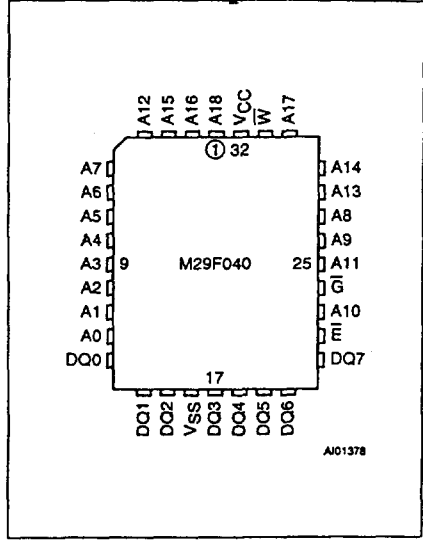 A12 A15 A16 A18 VCC W̅ A17
① 32
A7 A14
A6 A13
A5 A8
A4 A9
A3 9 M29F040 25 A11
A2 G̅
A1 A10
A0 E̅
DQ0 DQ7
17
DQ1 DQ2 VSS DQ3 DQ4 DQ5 DQ6
AI01378